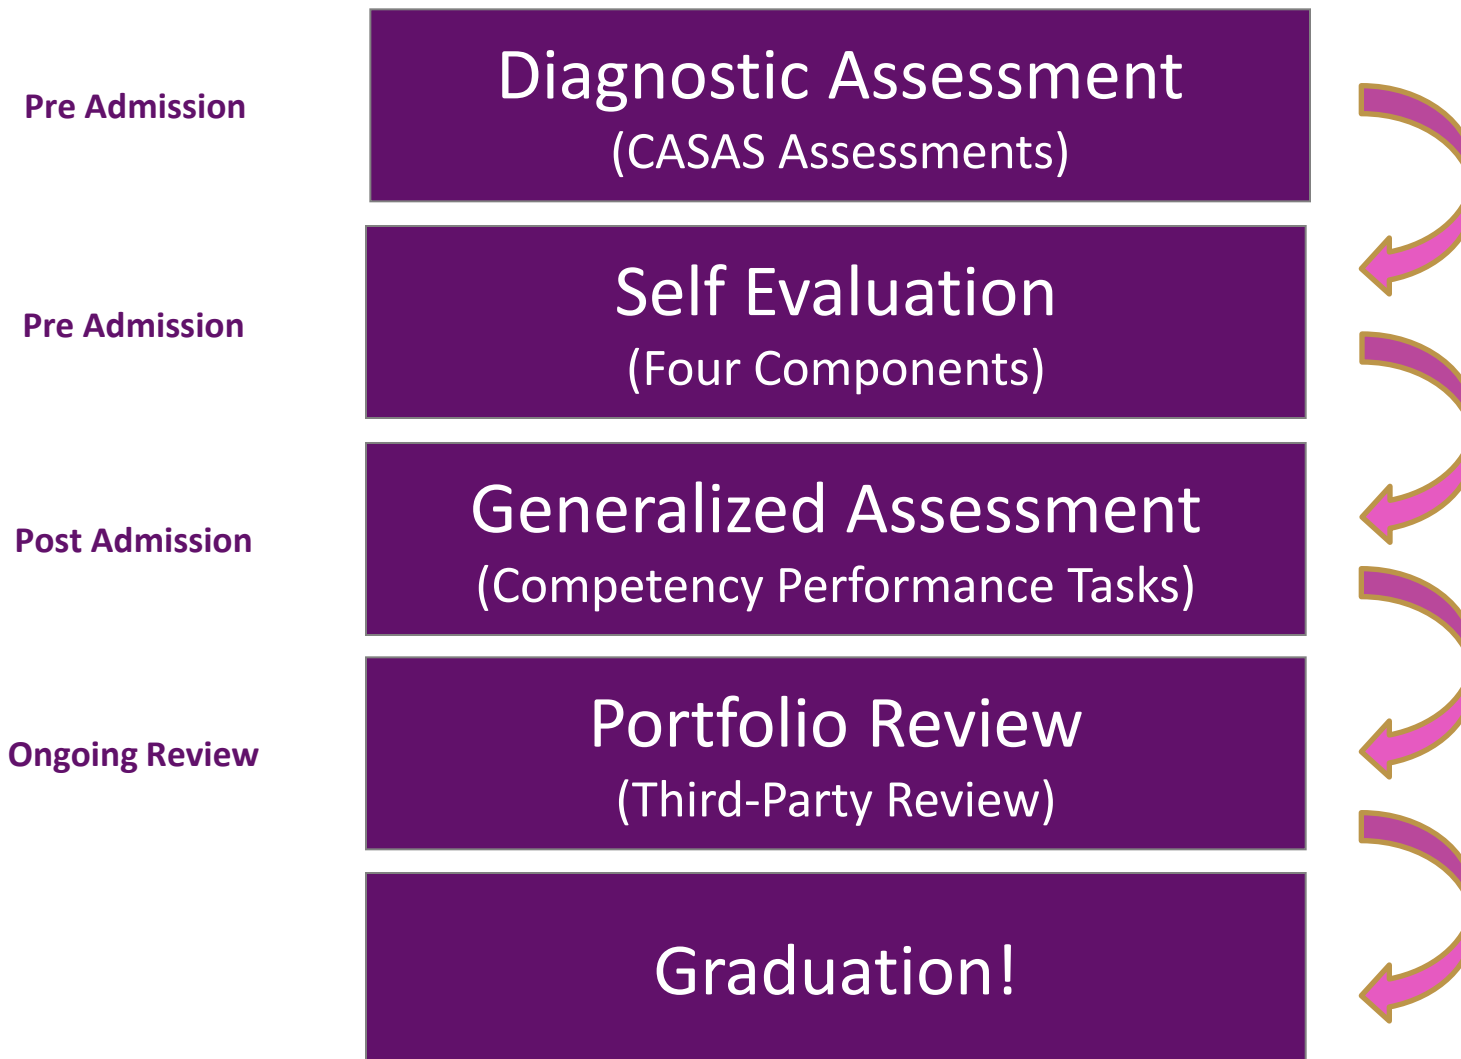 Pre Admission
Diagnostic Assessment
(CASAS Assessments)
Pre Admission
Self Evaluation
(Four Components)
Post Admission
Generalized Assessment
(Competency Performance Tasks)
Ongoing Review
Portfolio Review
(Third-Party Review)
Graduation!